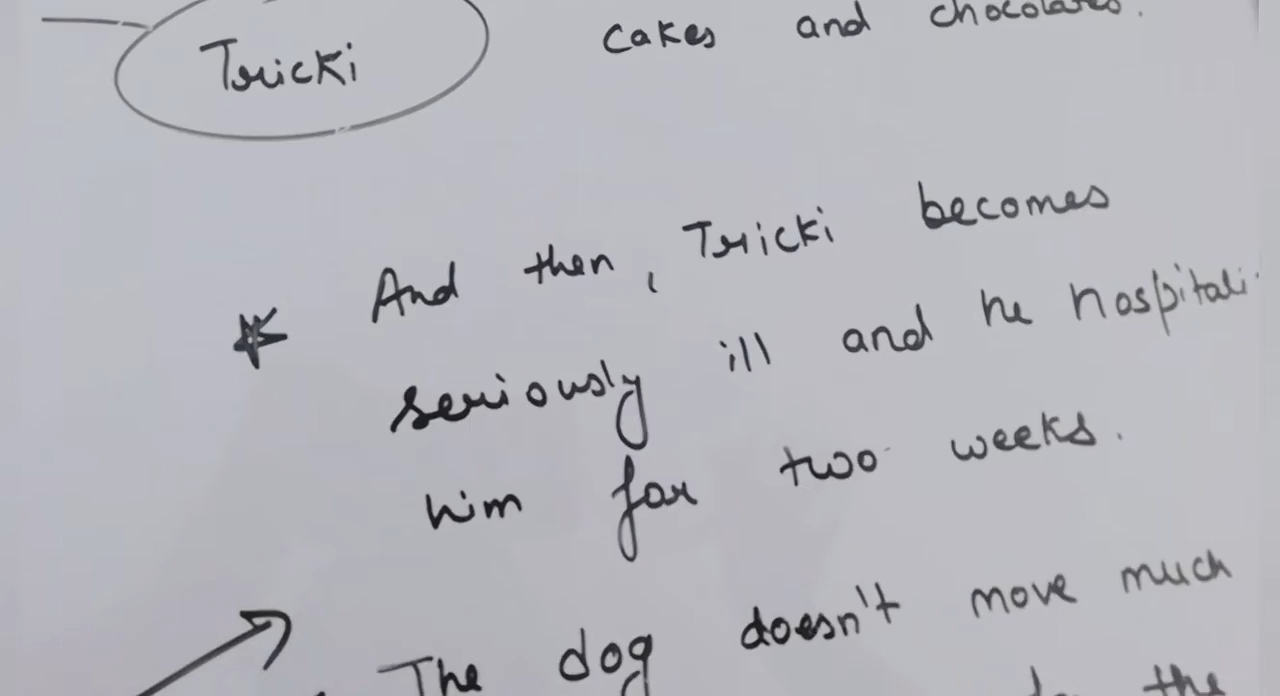 Tricki cakes and chocolates.
And then, Tricki becomes
seriously ill and he hospitali
him for two weeks.
The dog doesn't move much
the